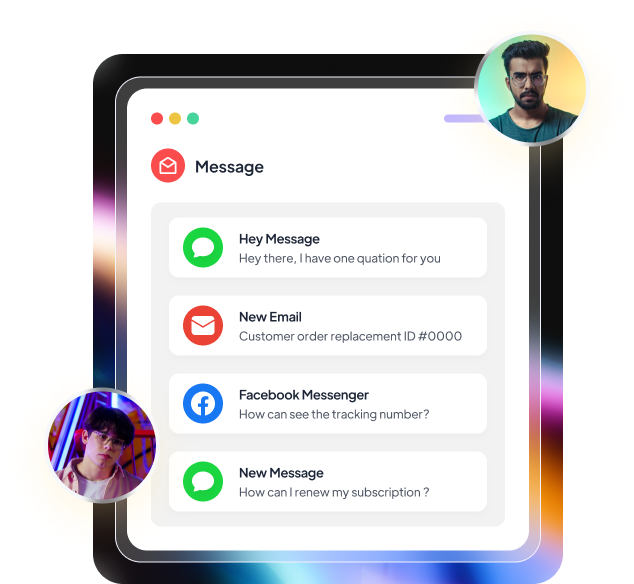 Message
Hey Message
Hey there, I have one quation for you
New Email
Customer order replacement ID #0000
Facebook Messenger
How can see the tracking number?
New Message
How can I renew my subscription ?